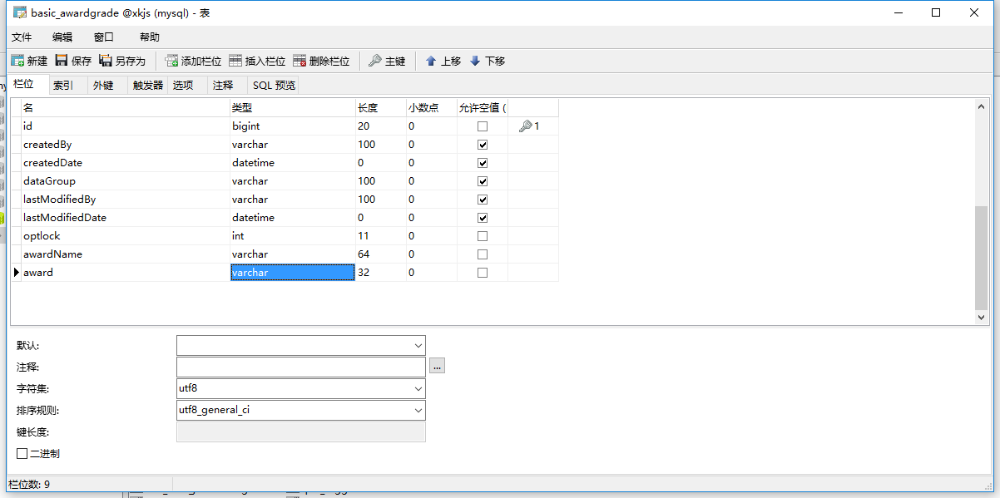 basic_awardgrade @xkjs (mysql) - 表
文件 编辑 窗口 帮助
新建 保存 另存为 添加栏位 插入栏位 删除栏位 主键 上移 下移
栏位 索引 外键 触发器 选项 注释 SQL 预览
名 类型 长度 小数点 允许空值 (
id bigint 20 0 1
createdBy varchar 100 0
createdDate datetime 0 0
dataGroup varchar 100 0
lastModifiedBy varchar 100 0
lastModifiedDate datetime 0 0
optlock int 11 0
awardName varchar 64 0
award varchar 32 0
默认:
注释: ...
字符集: utf8
排序规则: utf8_general_ci
键长度:
二进制
栏位数: 9